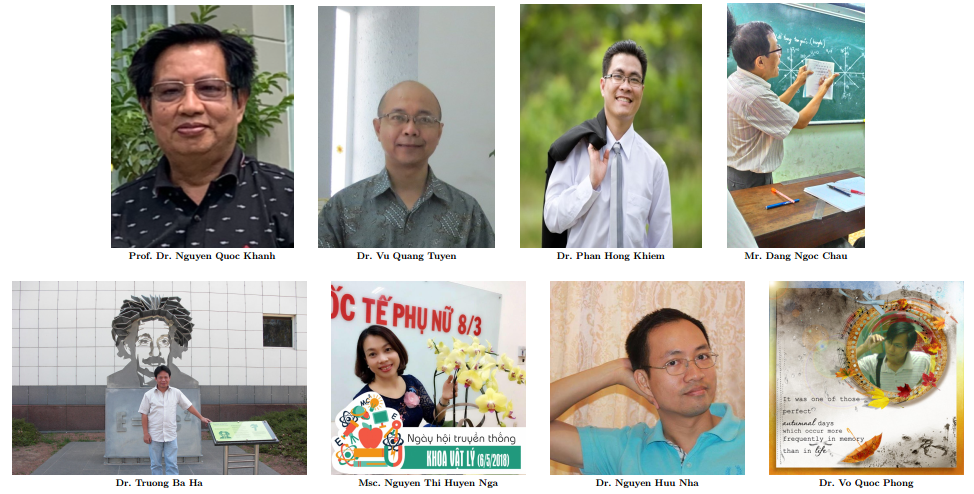 Prof. Dr. Nguyen Quoc Khanh
Dr. Vu Quang Tuyen
Dr. Phan Hong Khiem
Mr. Dang Ngoc Chau
ỐC TẾ PHỤ NỮ 8/3
Ngày hội truyền thống
KHOA VẬT LÝ (6/5/2018)
It was one of those
perfect
autumnal days
which occur more
frequently in memory
than in life
Dr. Truong Ba Ha
Msc. Nguyen Thi Huyen Nga
Dr. Nguyen Huu Nha
Dr. Vo Quoc Phong